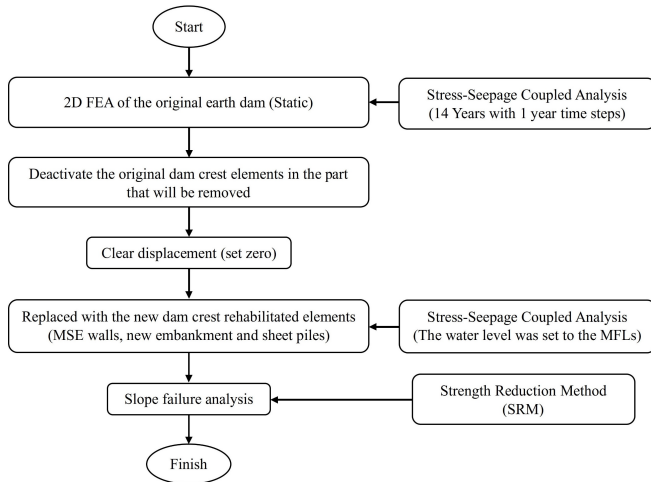 Start
2D FEA of the original earth dam (Static)
Stress-Seepage Coupled Analysis
(14 Years with 1 year time steps)
Deactivate the original dam crest elements in the part
that will be removed
Clear displacement (set zero)
Replaced with the new dam crest rehabilitated elements
(MSE walls, new embankment and sheet piles)
Stress-Seepage Coupled Analysis
(The water level was set to the MFLs)
Slope failure analysis
Strength Reduction Method
(SRM)
Finish